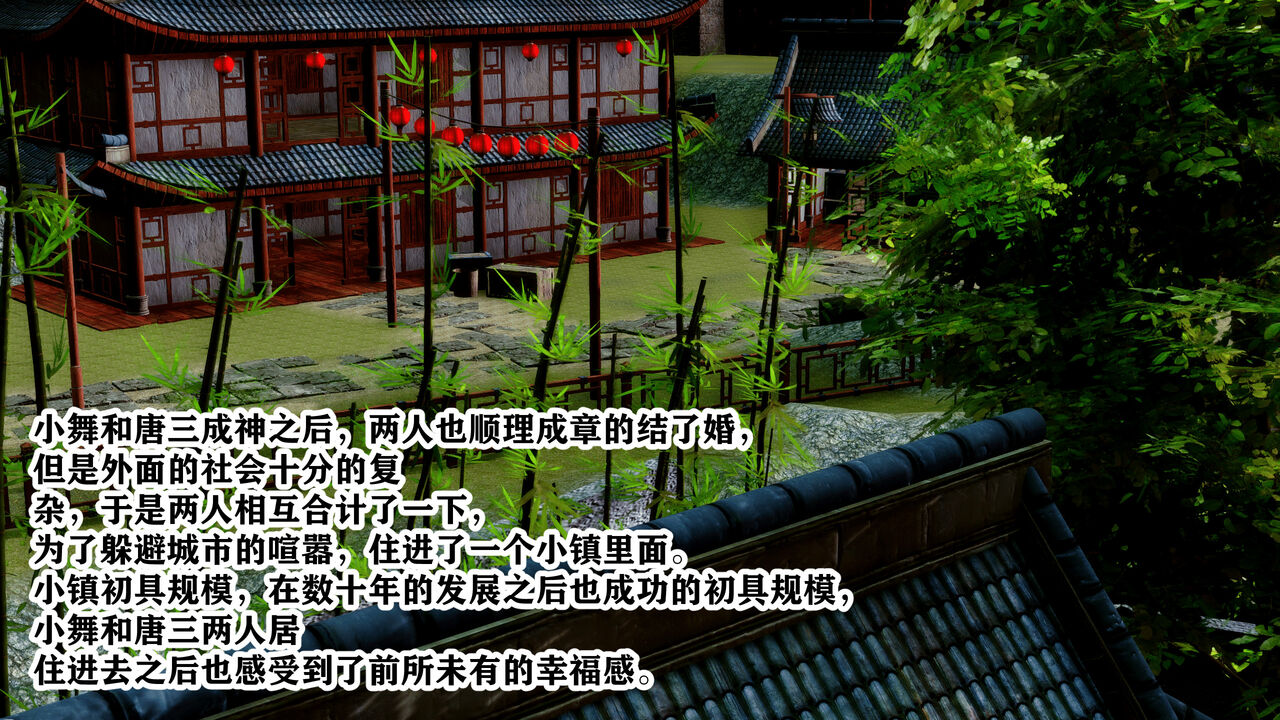 小舞和唐三成神之后，两人也顺理成章的结了婚，
但是外面的社会十分的复
杂，于是两人相互合计了一下，
为了躲避城市的喧嚣，住进了一个小镇里面。
小镇初具规模，在数十年的发展之后也成功的初具规模，
小舞和唐三两人居
住进去之后也感受到了前所未有的幸福感。